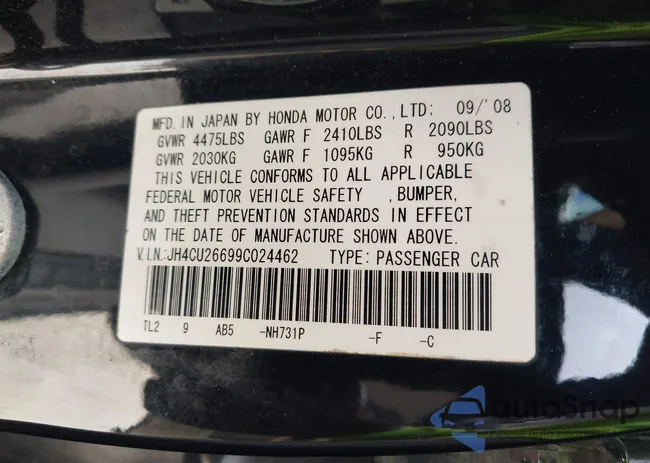 MFD. IN JAPAN BY HONDA MOTOR CO.,LTD: 09/'08
GVWR 4475LBS GAWR F 2410LBS R 2090LBS
GVWR 2030KG GAWR F 1095KG R 950KG
THIS VEHICLE CONFORMS TO ALL APPLICABLE
FEDERAL MOTOR VEHICLE SAFETY , BUMPER,
AND THEFT PREVENTION STANDARDS IN EFFECT
ON THE DATE OF MANUFACTURE SHOWN ABOVE.
V.I.N.:JH4CU26699C024462 TYPE: PASSENGER CAR
TL2 9 AB5 -NH731P -F -C
autoSnap